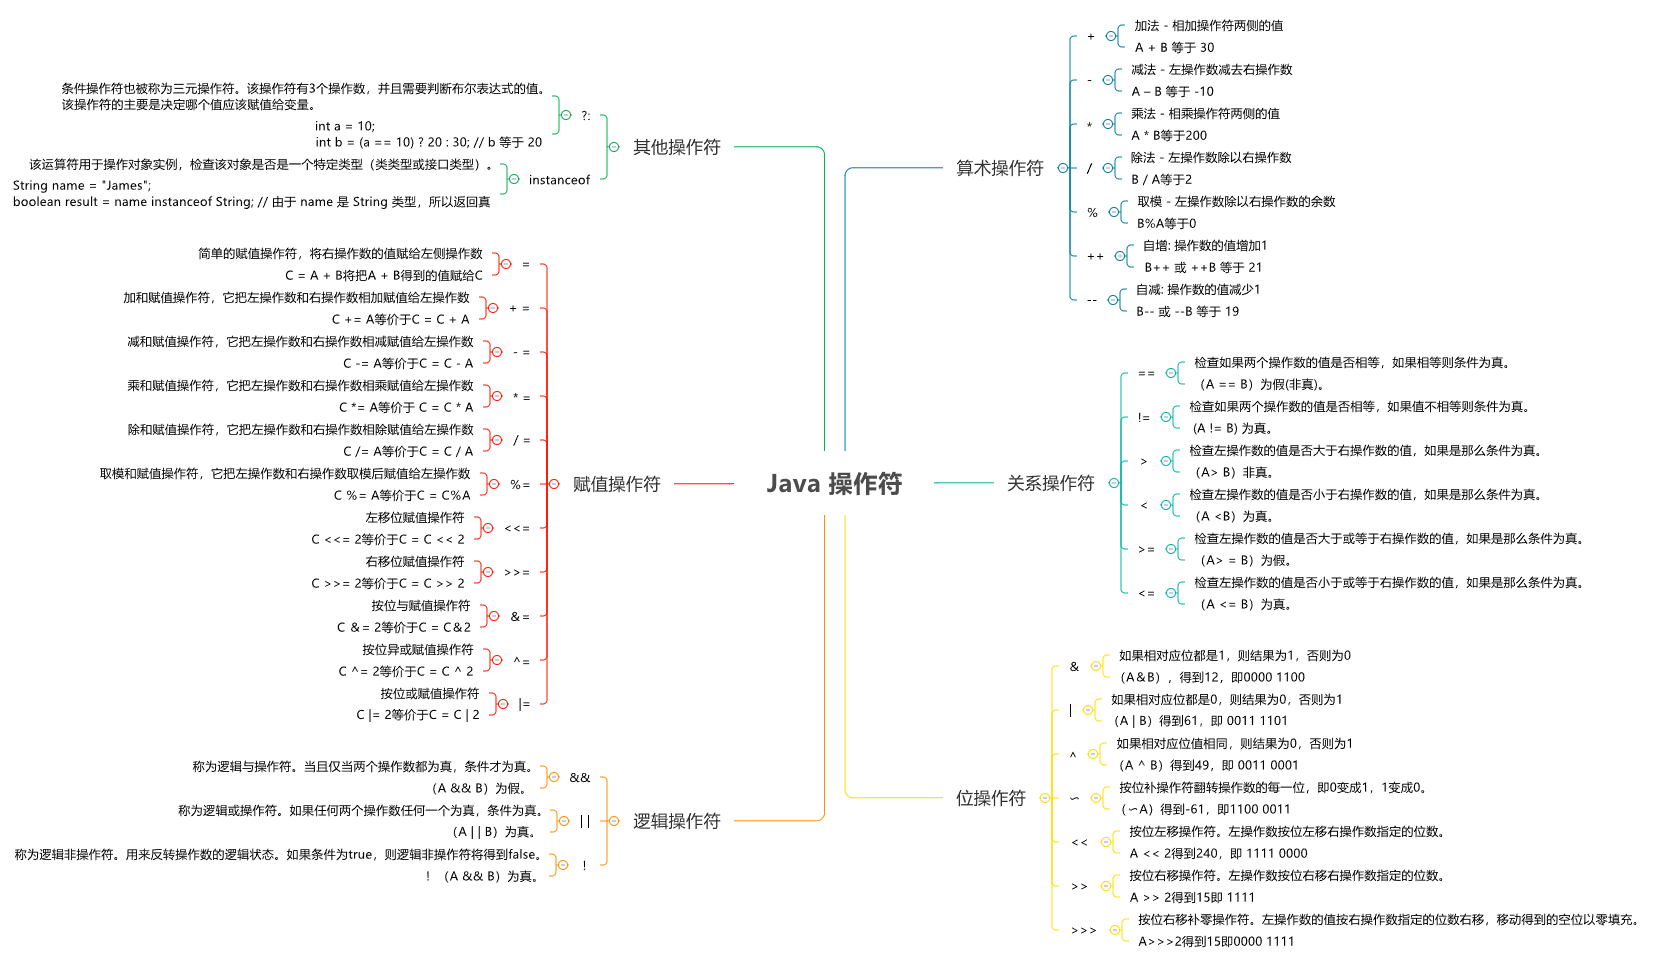 Java 操作符
算术操作符
+
加法 - 相加操作符两侧的值
A + B 等于 30
-
减法 - 左操作数减去右操作数
A – B 等于 -10
*
乘法 - 相乘操作符两侧的值
A * B等于200
/
除法 - 左操作数除以右操作数
B / A等于2
%
取模 - 左操作数除以右操作数的余数
B%A等于0
++
自增: 操作数的值增加1
B++ 或 ++B 等于 21
--
自减: 操作数的值减少1
B-- 或 --B 等于 19
关系操作符
==
检查如果两个操作数的值是否相等，如果相等则条件为真。
（A == B）为假(非真)。
!=
检查如果两个操作数的值是否相等，如果值不相等则条件为真。
(A != B) 为真。
>
检查左操作数的值是否大于右操作数的值，如果是那么条件为真。
（A> B）非真。
<
检查左操作数的值是否小于右操作数的值，如果是那么条件为真。
（A <B）为真。
>=
检查左操作数的值是否大于或等于右操作数的值，如果是那么条件为真。
（A> = B）为假。
<=
检查左操作数的值是否小于或等于右操作数的值，如果是那么条件为真。
（A <= B）为真。
位操作符
&
如果相对应位都是1，则结果为1，否则为0
（A＆B），得到12，即0000 1100
|
如果相对应位都是0，则结果为0，否则为1
（A | B）得到61，即 0011 1101
^
如果相对应位值相同，则结果为0，否则为1
（A ^ B）得到49，即 0011 0001
〜
按位补操作符翻转操作数的每一位，即0变成1，1变成0。
（〜A）得到-61，即1100 0011
<<
按位左移操作符。左操作数按位左移右操作数指定的位数。
A << 2得到240，即 1111 0000
>>
按位右移操作符。左操作数按位右移右操作数指定的位数。
A >> 2得到15即 1111
>>>
按位右移补零操作符。左操作数的值按右操作数指定的位数右移，移动得到的空位以零填充。
A>>>2得到15即0000 1111
其他操作符
?:
条件操作符也被称为三元操作符。该操作符有3个操作数，并且需要判断布尔表达式的值。
该操作符的主要是决定哪个值应该赋值给变量。
int a = 10;
int b = (a == 10) ? 20 : 30; // b 等于 20
instanceof
该运算符用于操作对象实例，检查该对象是否是一个特定类型（类类型或接口类型）。
String name = "James";
boolean result = name instanceof String; // 由于 name 是 String 类型，所以返回真
赋值操作符
=
简单的赋值操作符，将右操作数的值赋给左侧操作数
C = A + B将把A + B得到的值赋给C
+ =
加和赋值操作符，它把左操作数和右操作数相加赋值给左操作数
C += A等价于C = C + A
- =
减和赋值操作符，它把左操作数和右操作数相减赋值给左操作数
C -= A等价于C = C - A
* =
乘和赋值操作符，它把左操作数和右操作数相乘赋值给左操作数
C *= A等价于 C = C * A
/ =
除和赋值操作符，它把左操作数和右操作数相除赋值给左操作数
C /= A等价于C = C / A
%=
取模和赋值操作符，它把左操作数和右操作数取模后赋值给左操作数
C %= A等价于C = C%A
<<=
左移位赋值操作符
C <<= 2等价于C = C << 2
>>=
右移位赋值操作符
C >>= 2等价于C = C >> 2
&=
按位与赋值操作符
C ＆= 2等价于C = C＆2
^=
按位异或赋值操作符
C ^= 2等价于C = C ^ 2
|=
按位或赋值操作符
C |= 2等价于C = C | 2
逻辑操作符
&&
称为逻辑与操作符。当且仅当两个操作数都为真，条件才为真。
（A && B）为假。
| |
称为逻辑或操作符。如果任何两个操作数任何一个为真，条件为真。
（A | | B）为真。
!
称为逻辑非操作符。用来反转操作数的逻辑状态。如果条件为true，则逻辑非操作符将得到false。
！（A && B）为真。